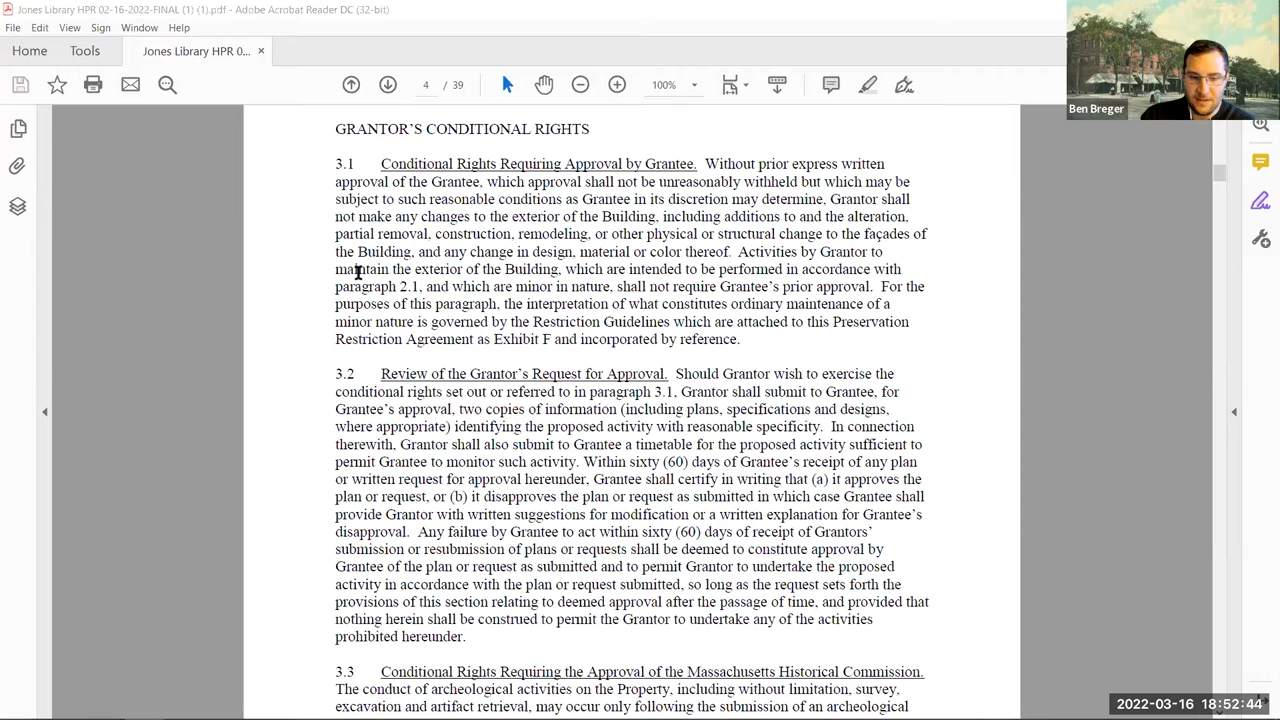 Jones Library HPR 02-16-2022-FINAL (1) (1).pdf - Adobe Acrobat Reader DC (32-bit)
File Edit View Sign Window Help
Home Tools Jones Library HPR 0... ×
4 / 39 100%
Ben Breger
GRANTOR'S CONDITIONAL RIGHTS
3.1 Conditional Rights Requiring Approval by Grantee. Without prior express written
approval of the Grantee, which approval shall not be unreasonably withheld but which may be
subject to such reasonable conditions as Grantee in its discretion may determine, Grantor shall
not make any changes to the exterior of the Building, including additions to and the alteration,
partial removal, construction, remodeling, or other physical or structural change to the façades of
the Building, and any change in design, material or color thereof. Activities by Grantor to
maintain the exterior of the Building, which are intended to be performed in accordance with
paragraph 2.1, and which are minor in nature, shall not require Grantee's prior approval. For the
purposes of this paragraph, the interpretation of what constitutes ordinary maintenance of a
minor nature is governed by the Restriction Guidelines which are attached to this Preservation
Restriction Agreement as Exhibit F and incorporated by reference.
3.2 Review of the Grantor's Request for Approval. Should Grantor wish to exercise the
conditional rights set out or referred to in paragraph 3.1, Grantor shall submit to Grantee, for
Grantee's approval, two copies of information (including plans, specifications and designs,
where appropriate) identifying the proposed activity with reasonable specificity. In connection
therewith, Grantor shall also submit to Grantee a timetable for the proposed activity sufficient to
permit Grantee to monitor such activity. Within sixty (60) days of Grantee's receipt of any plan
or written request for approval hereunder, Grantee shall certify in writing that (a) it approves the
plan or request, or (b) it disapproves the plan or request as submitted in which case Grantee shall
provide Grantor with written suggestions for modification or a written explanation for Grantee's
disapproval. Any failure by Grantee to act within sixty (60) days of receipt of Grantors'
submission or resubmission of plans or requests shall be deemed to constitute approval by
Grantee of the plan or request as submitted and to permit Grantor to undertake the proposed
activity in accordance with the plan or request submitted, so long as the request sets forth the
provisions of this section relating to deemed approval after the passage of time, and provided that
nothing herein shall be construed to permit the Grantor to undertake any of the activities
prohibited hereunder.
3.3 Conditional Rights Requiring the Approval of the Massachusetts Historical Commission.
The conduct of archeological activities on the Property, including without limitation, survey,
excavation and artifact retrieval, may occur only following the submission of an archeological
2022-03-16 18:52:44